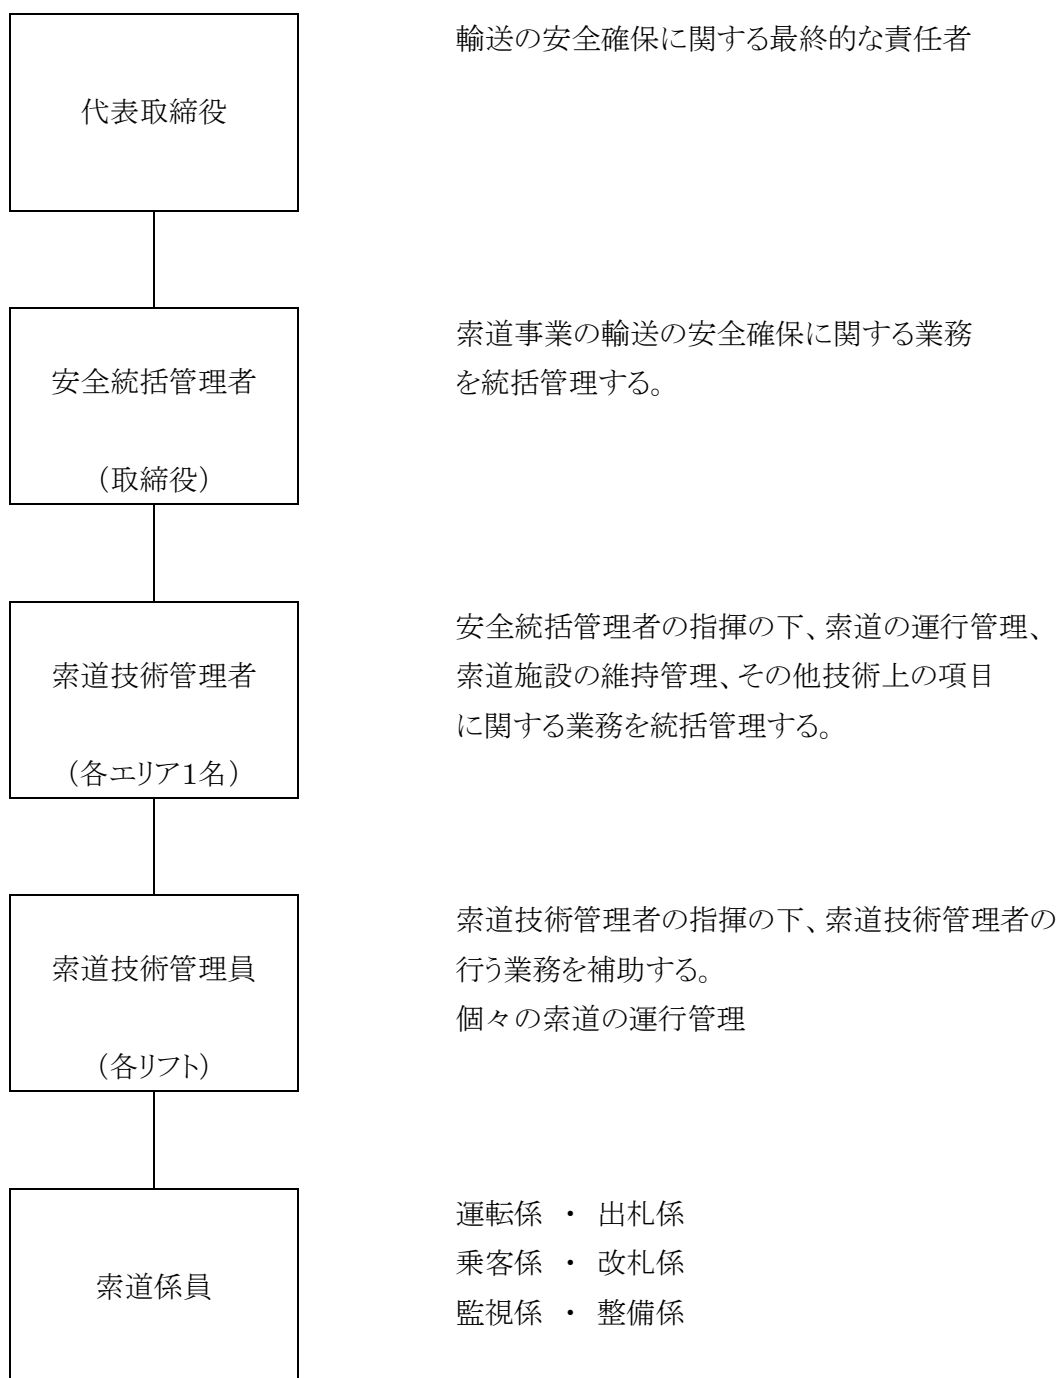 輸送の安全確保に関する最終的な責任者
代表取締役
索道事業の輸送の安全確保に関する業務
を統括管理する。
安全統括管理者
（取締役）
安全統括管理者の指揮の下、索道の運行管理、
索道施設の維持管理、その他技術上の項目
に関する業務を統括管理する。
索道技術管理者
（各エリア１名）
索道技術管理者の指揮の下、索道技術管理者の
行う業務を補助する。
個々の索道の運行管理
索道技術管理員
（各リフト）
運転係 ・ 出札係
乗客係 ・ 改札係
監視係 ・ 整備係
索道係員